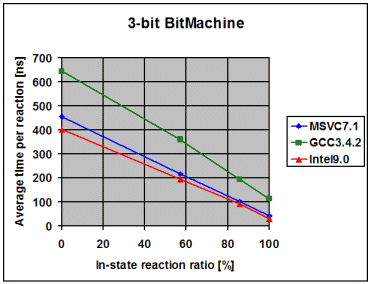 3-bit BitMachine
Average time per reaction [ns]
700
600
500
400
300
200
100
0
0 20 40 60 80 100
In-state reaction ratio [%]
MSVC7.1
GCC3.4.2
Intel9.0